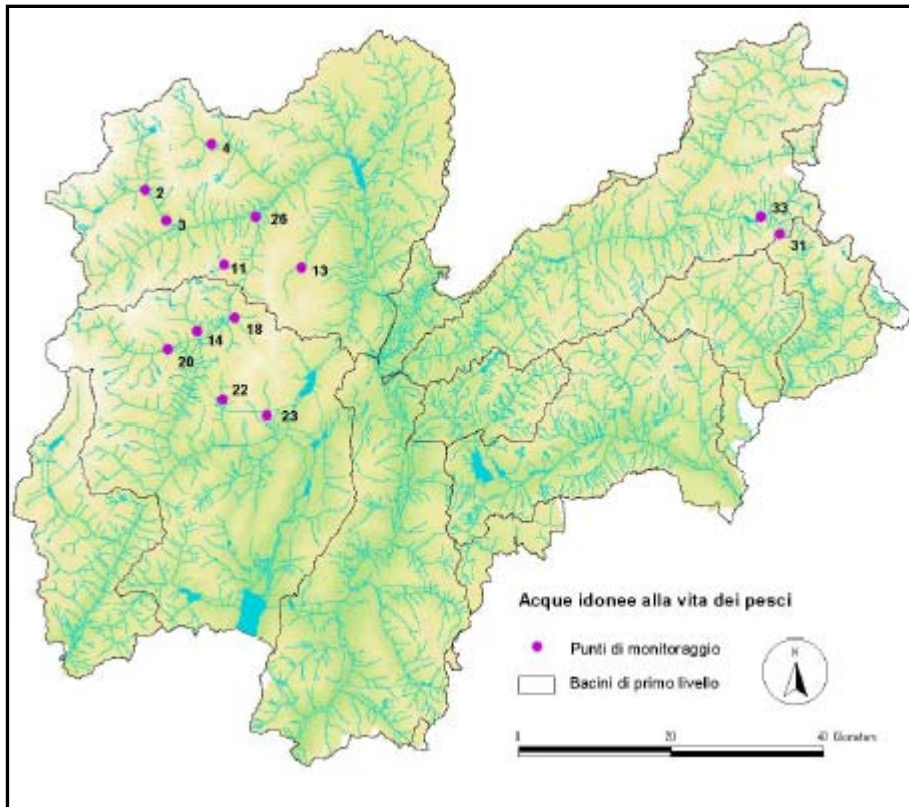 4
2
3
26
11
13
33
31
18
14
20
22
23
Acque idonee alla vita dei pesci
Punti di monitoraggio
Bacini di primo livello
N
0 20 40 Kilometers